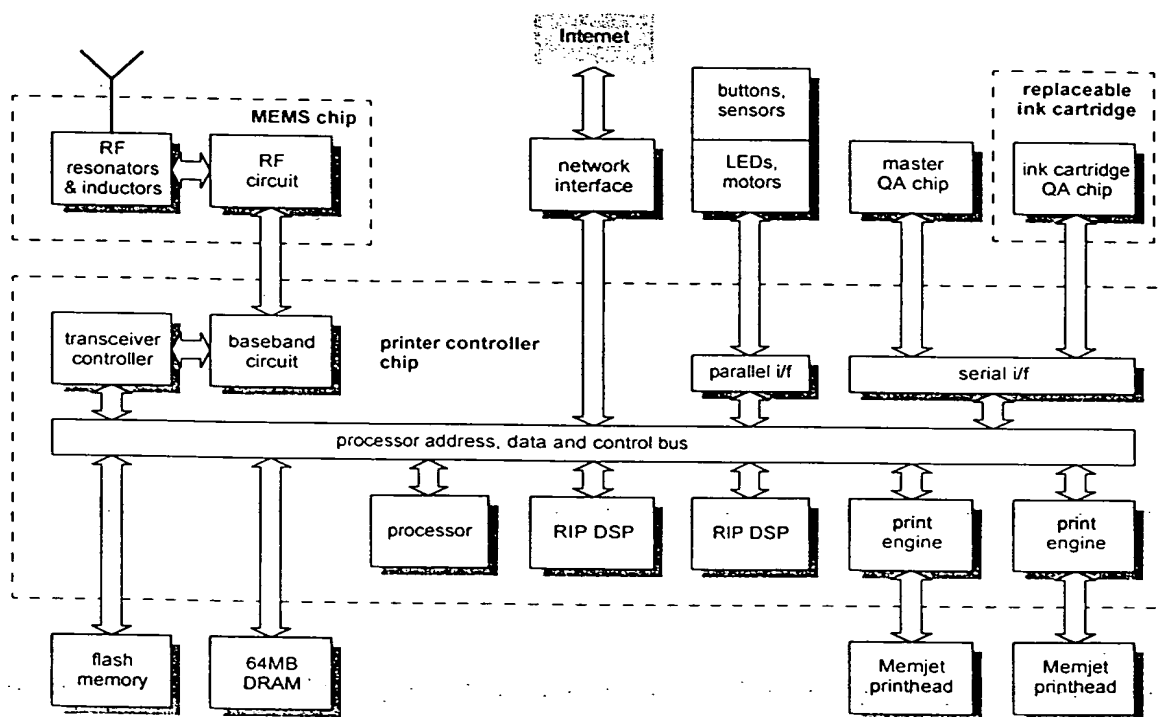 Internet
MEMS chip
RF
resonators
& inductors
RF
circuit
network
interface
buttons,
sensors
LEDs,
motors
master
QA chip
replaceable
ink cartridge
ink cartridge
QA chip
transceiver
controller
baseband
circuit
printer controller
chip
parallel i/f
serial i/f
processor address, data and control bus
processor
RIP DSP
RIP DSP
print
engine
print
engine
flash
memory
64MB
DRAM
Memjet
printhead
Memjet
printhead